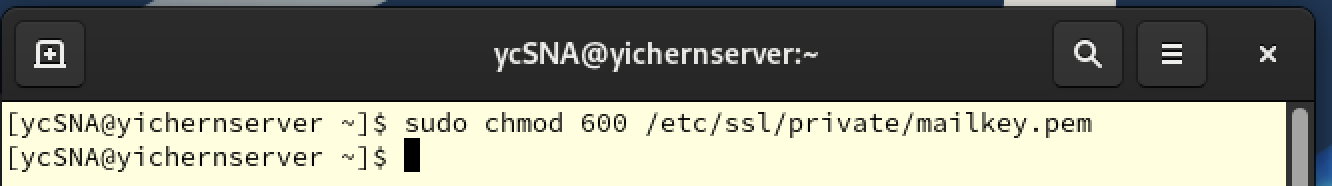 ycSNA@yichernserver:~
[ycSNA@yichernserver ~]$ sudo chmod 600 /etc/ssl/private/mailkey.pem
[ycSNA@yichernserver ~]$